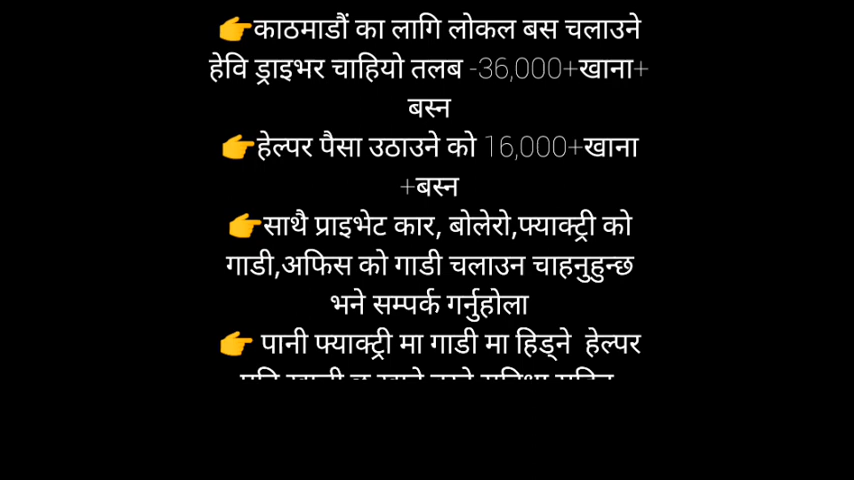 👉काठमाडौं का लागि लोकल बस चलाउने
हेवि ड्राइभर चाहियो तलब -36,000+खाना+
बस्न
👉हेल्पर पैसा उठाउने को 16,000+खाना
+बस्न
👉साथै प्राइभेट कार, बोलेरो,फ्याक्ट्री को
गाडी,अफिस को गाडी चलाउन चाहनुहुन्छ
भने सम्पर्क गर्नुहोला
👉 पानी फ्याक्ट्री मा गाडी मा हिड्ने हेल्पर